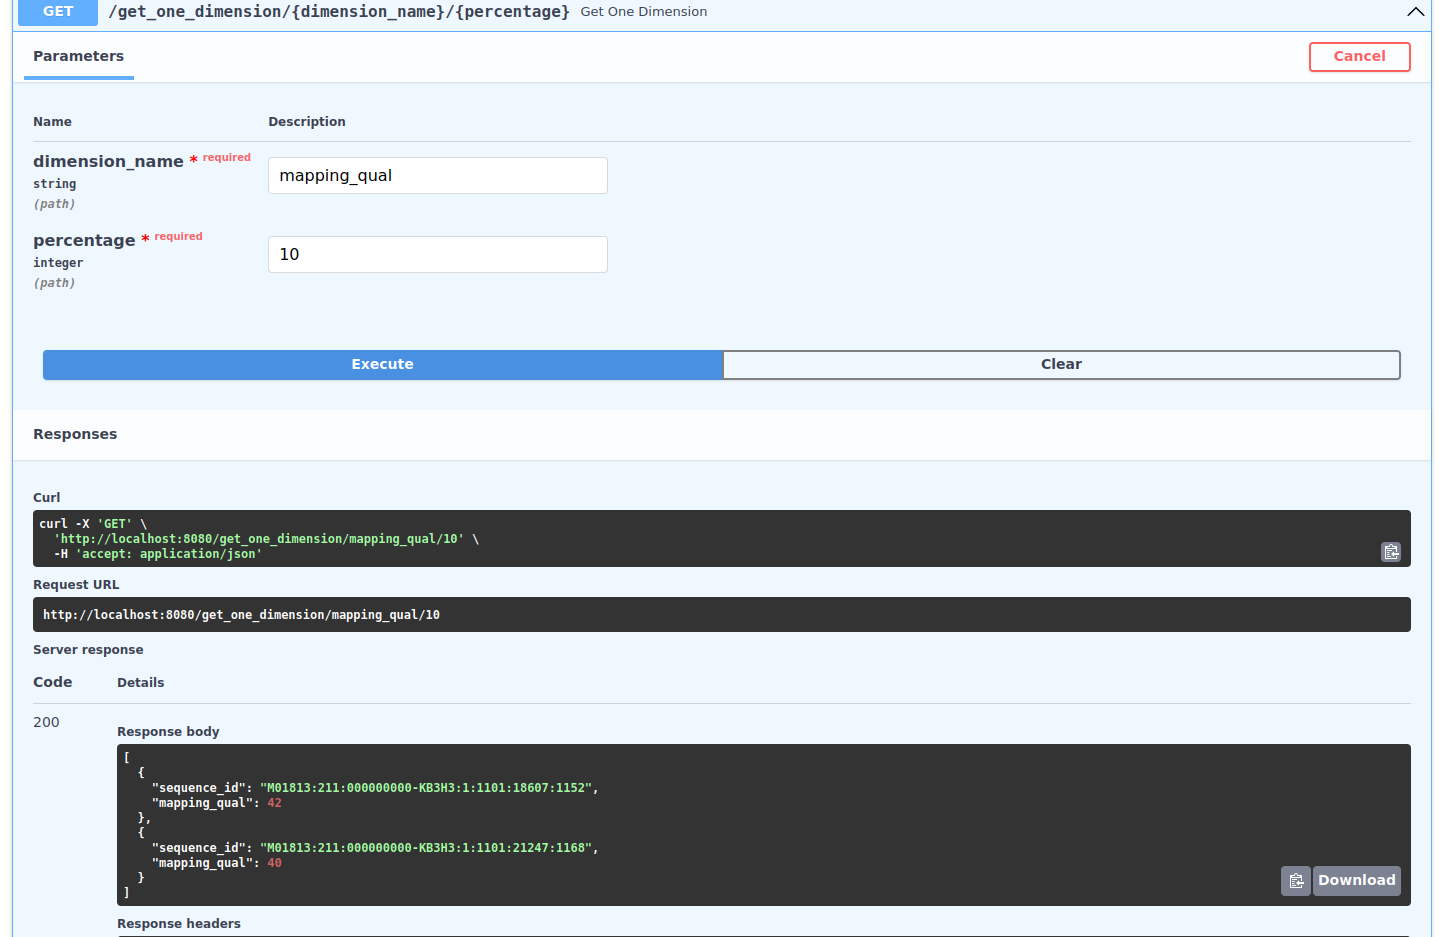 GET /get_one_dimension/{dimension_name}/{percentage} Get One Dimension
Parameters
Cancel
Name Description
dimension_name * required
string
(path)
mapping_qual
percentage * required
integer
(path)
10
Execute Clear
Responses
Curl
curl -X 'GET' \
  'http://localhost:8080/get_one_dimension/mapping_qual/10' \
  -H 'accept: application/json'
Request URL
http://localhost:8080/get_one_dimension/mapping_qual/10
Server response
Code Details
200
Response body
[
  {
    "sequence_id": "M01813:211:000000000-KB3H3:1:1101:18607:1152",
    "mapping_qual": 42
  },
  {
    "sequence_id": "M01813:211:000000000-KB3H3:1:1101:21247:1168",
    "mapping_qual": 40
  }
]
Download
Response headers